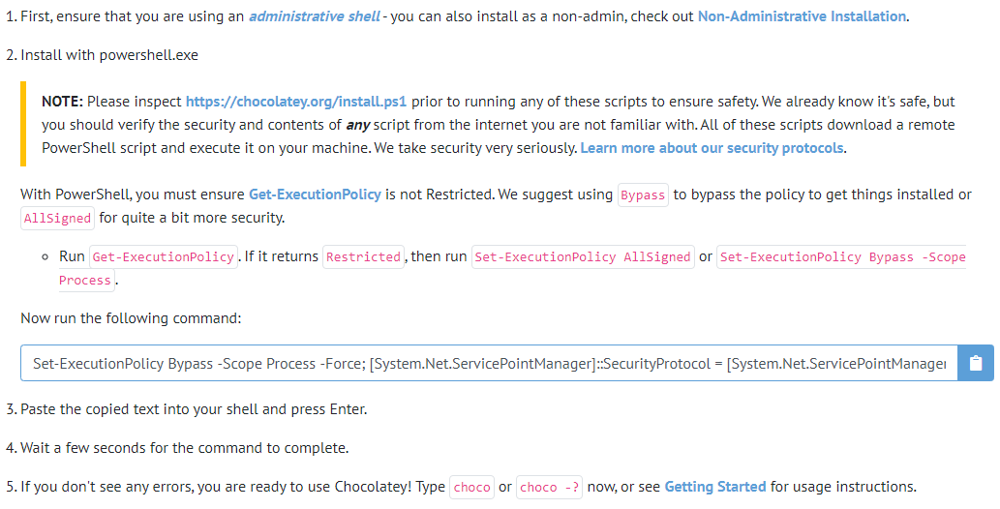 1. First, ensure that you are using an administrative shell - you can also install as a non-admin, check out Non-Administrative Installation.
2. Install with powershell.exe
NOTE: Please inspect https://chocolatey.org/install.ps1 prior to running any of these scripts to ensure safety. We already know it's safe, but
you should verify the security and contents of any script from the internet you are not familiar with. All of these scripts download a remote
PowerShell script and execute it on your machine. We take security very seriously. Learn more about our security protocols.
With PowerShell, you must ensure Get-ExecutionPolicy is not Restricted. We suggest using Bypass to bypass the policy to get things installed or
AllSigned for quite a bit more security.
Run Get-ExecutionPolicy. If it returns Restricted, then run Set-ExecutionPolicy AllSigned or Set-ExecutionPolicy Bypass -Scope
Process.
Now run the following command:
Set-ExecutionPolicy Bypass -Scope Process -Force; [System.Net.ServicePointManager]::SecurityProtocol = [System.Net.ServicePointManager
3. Paste the copied text into your shell and press Enter.
4. Wait a few seconds for the command to complete.
5. If you don't see any errors, you are ready to use Chocolatey! Type choco or choco -? now, or see Getting Started for usage instructions.